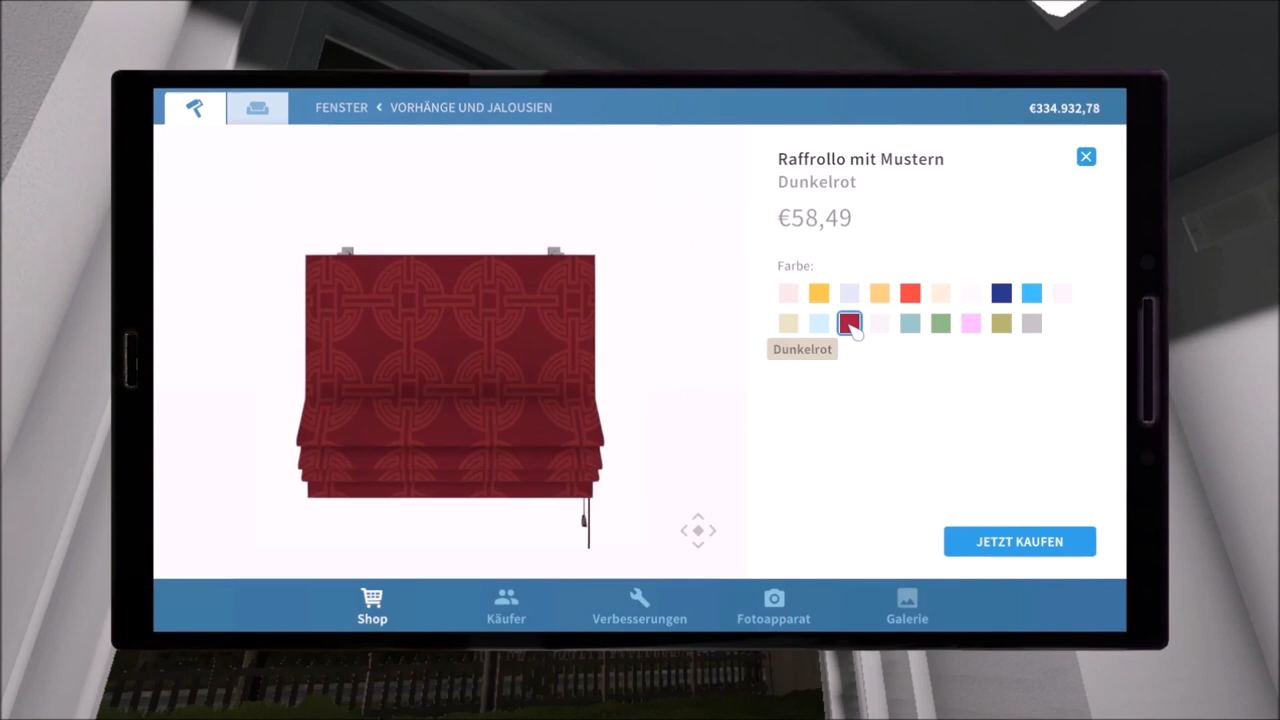 FENSTER < VORHÄNGE UND JALOUSIEN
€334.932,78
Raffrollo mit Mustern
Dunkelrot
€58,49
Farbe:
Dunkelrot
JETZT KAUFEN
Shop
Käufer
Verbesserungen
Fotoapparat
Galerie